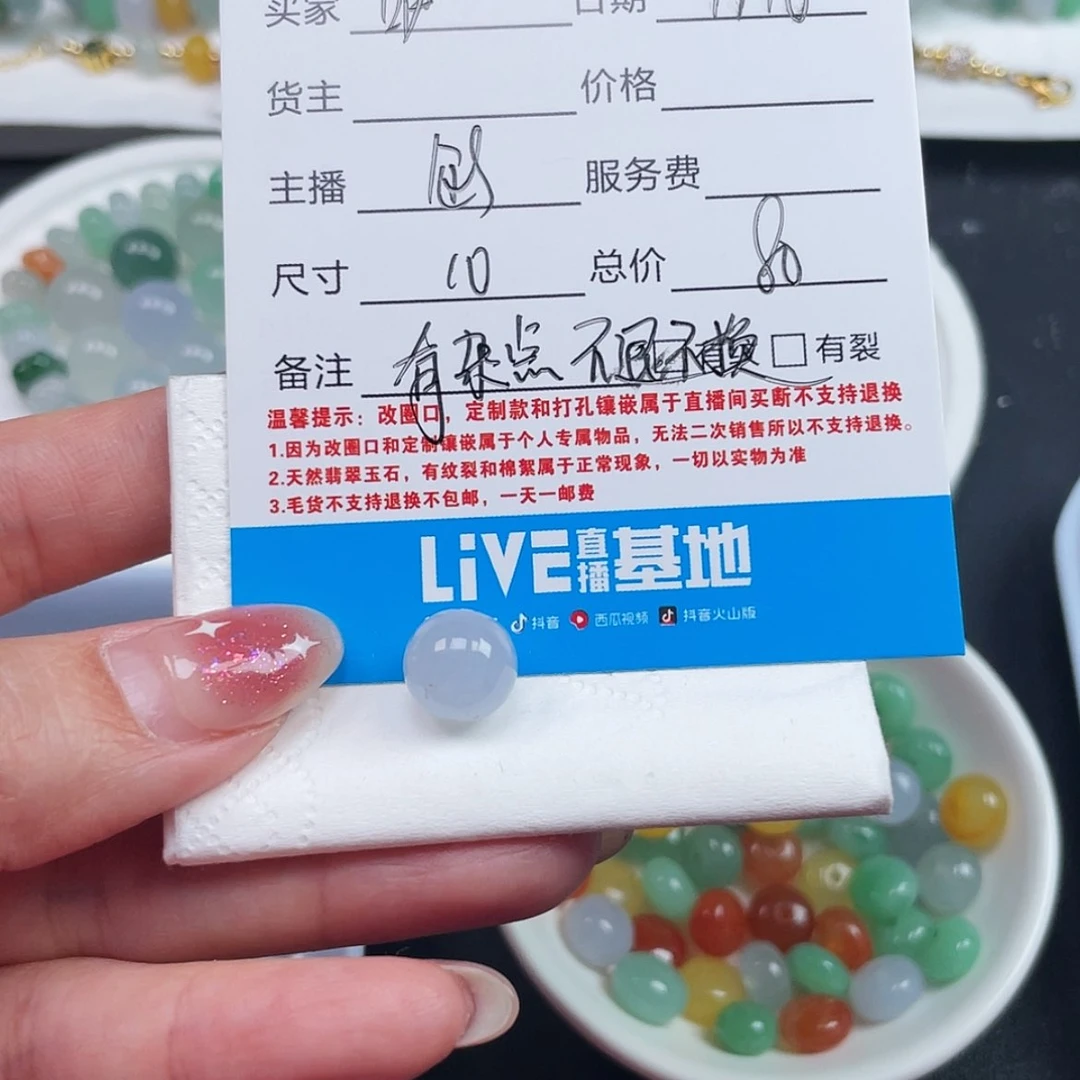 买家 日期
货主 价格
主播 服务费
尺寸 10 总价 80
备注 有杂点 不退不换 □有裂
温馨提示：改圈口，定制款和打孔镶嵌属于直播间买断不支持退换
1.因为改圈口和定制镶嵌属于个人专属物品，无法二次销售所以不支持退换。
2.天然翡翠玉石，有纹裂和棉絮属于正常现象，一切以实物为准
3.毛货不支持退换不包邮，一天一邮费
LiVE直播基地
抖音 西瓜视频 抖音火山版